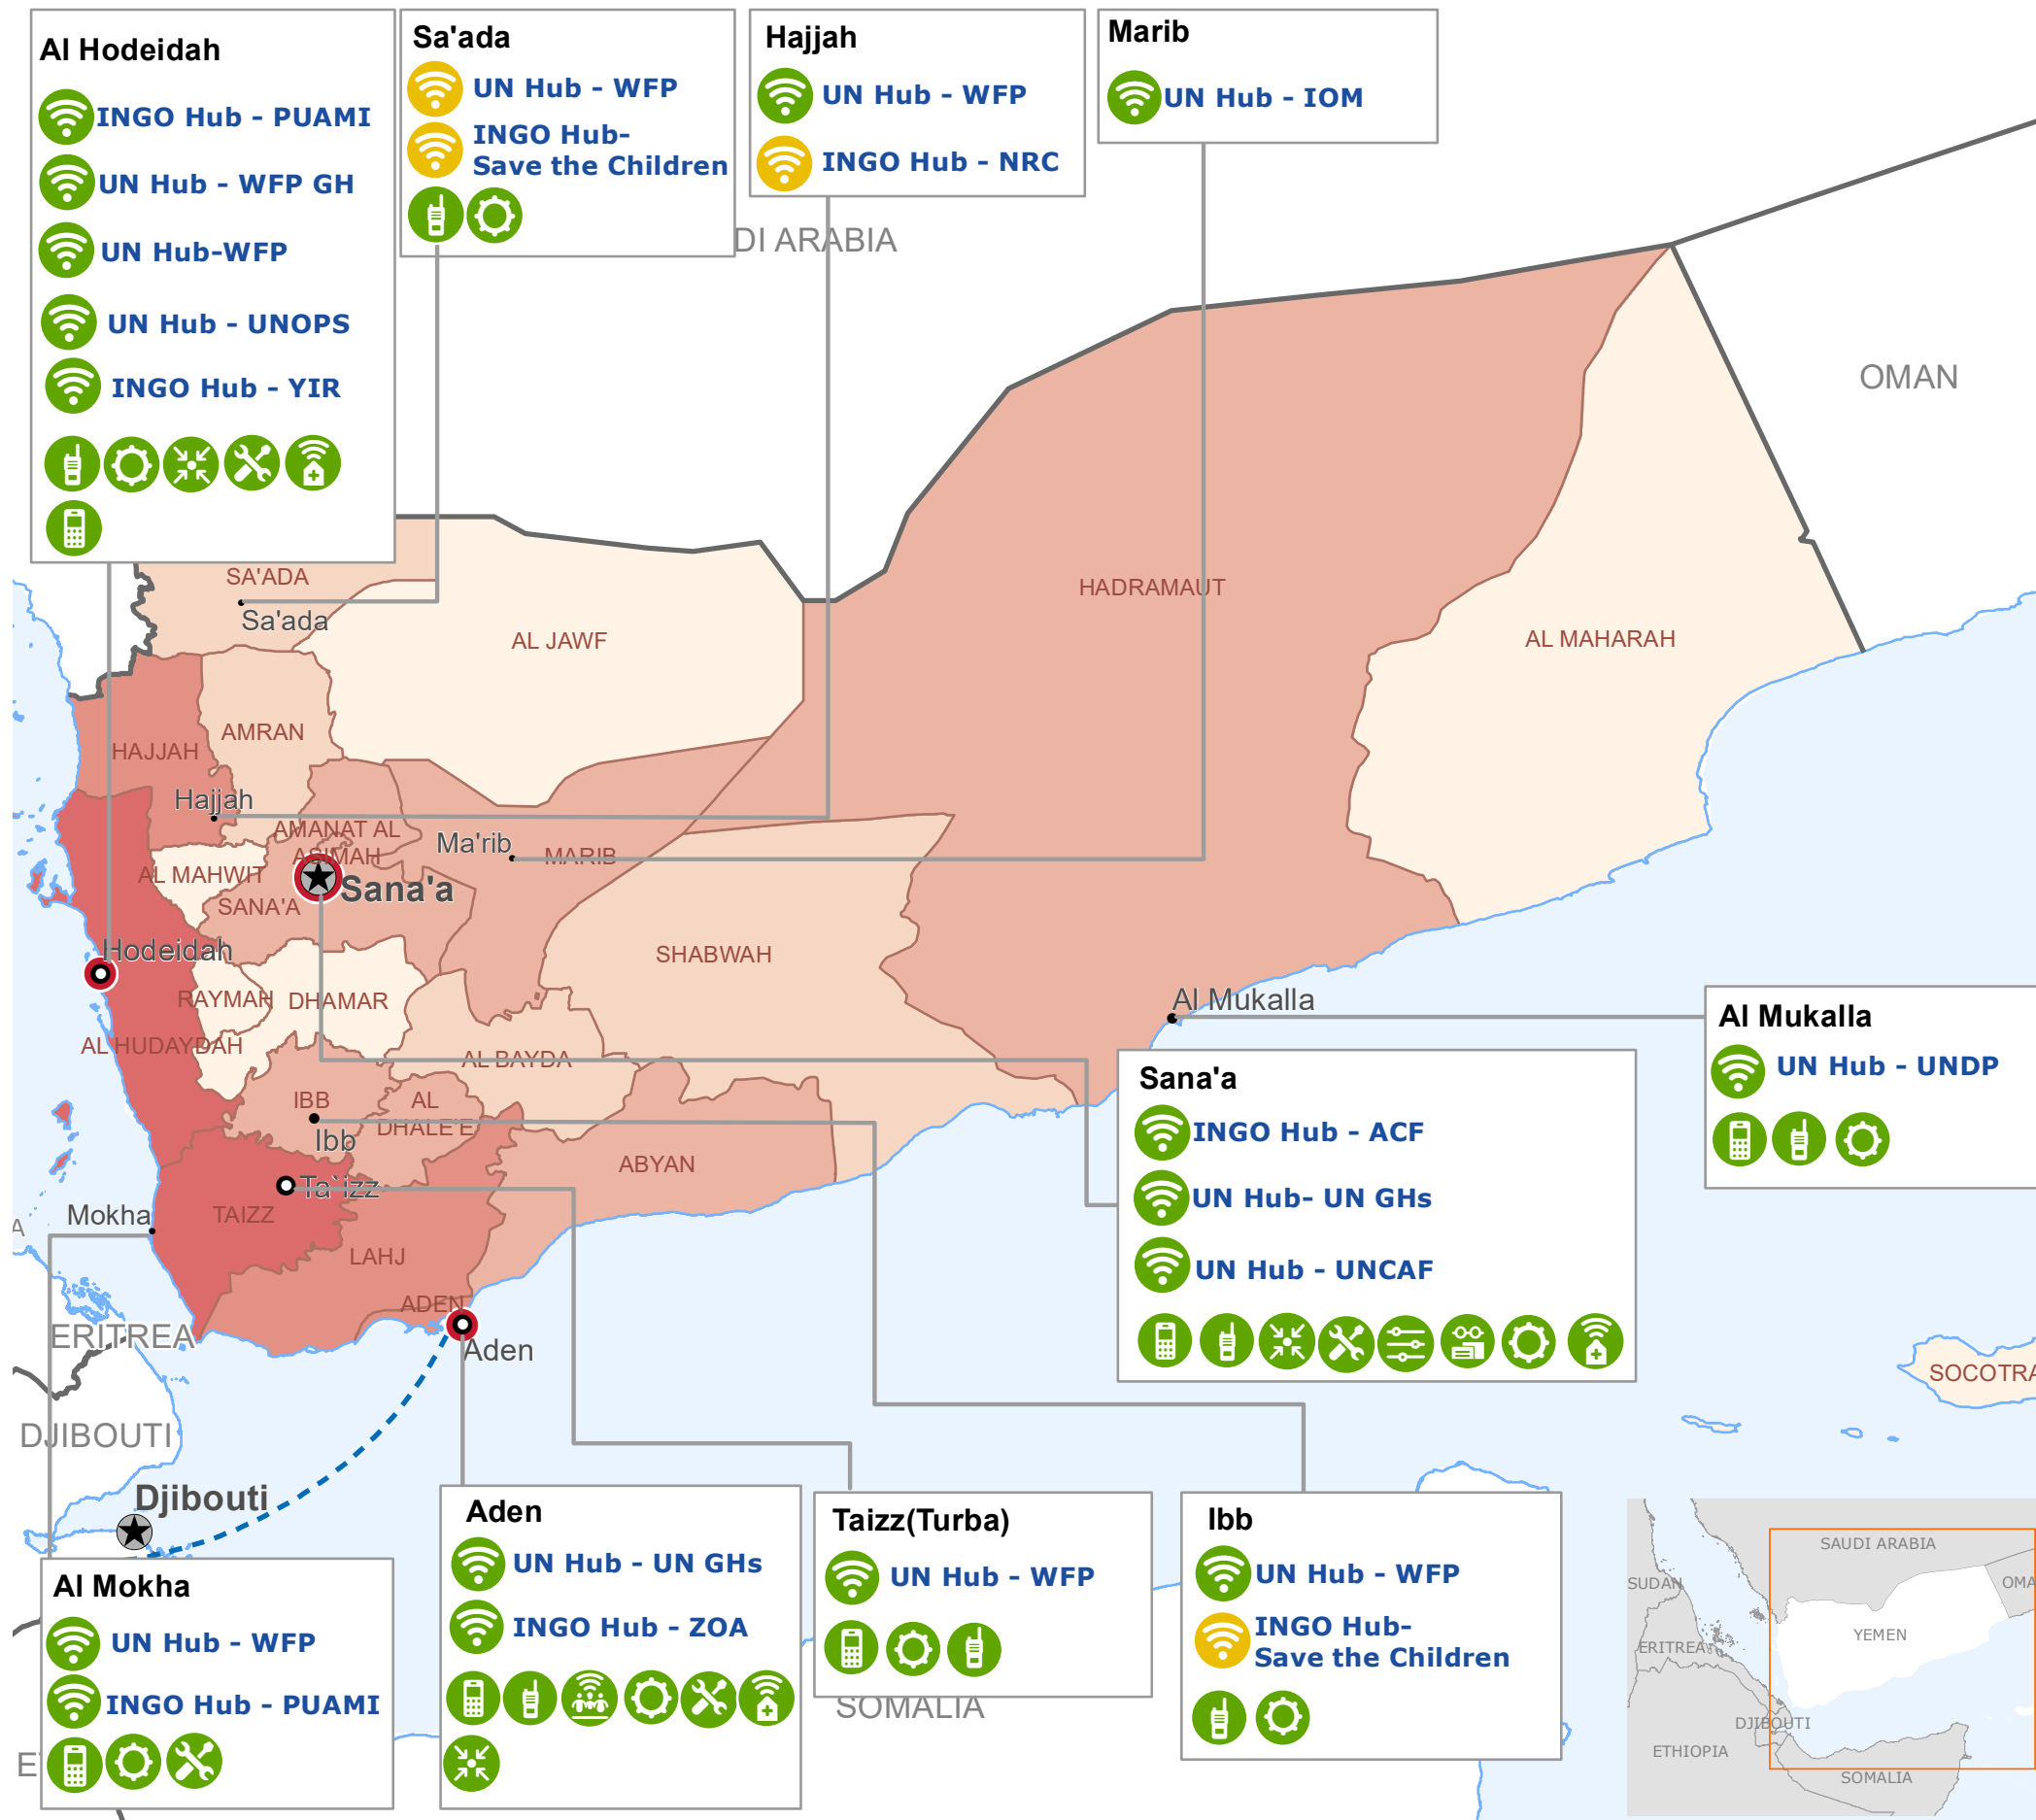 Al Hodeidah
INGO Hub - PUAMI
UN Hub - WFP GH
UN Hub-WFP
UN Hub - UNOPS
INGO Hub - YIR
Sa'ada
UN Hub - WFP
INGO Hub-
Save the Children
Hajjah
UN Hub - WFP
INGO Hub - NRC
Marib
UN Hub - IOM
DI ARABIA
OMAN
SA'ADA
Sa'ada
AL JAWF
HADRAMAUT
AL MAHARAH
AMRAN
HAJJAH
Hajjah
AMANAT AL
ASIMAH
Ma'rib
MARIB
AL MAHWIT
Sana'a
SANA'A
Hodeidah
SHABWAH
RAYMAH
DHAMAR
Al Mukalla
AL HUDAYDAH
AL BAYDA
IBB
AL
DHALE'E
Ibb
ABYAN
Ta`izz
TAIZZ
Mokha
A
LAHJ
ADEN
Aden
ERITREA
DJIBOUTI
Djibouti
SOCOTRA
SOMALIA
E
Al Mukalla
UN Hub - UNDP
Sana'a
INGO Hub - ACF
UN Hub- UN GHs
UN Hub - UNCAF
Al Mokha
UN Hub - WFP
INGO Hub - PUAMI
Aden
UN Hub - UN GHs
INGO Hub - ZOA
Taizz(Turba)
UN Hub - WFP
Ibb
UN Hub - WFP
INGO Hub-
Save the Children
SAUDI ARABIA
SUDAN
OMA
YEMEN
ERITREA
DJIBOUTI
ETHIOPIA
SOMALIA